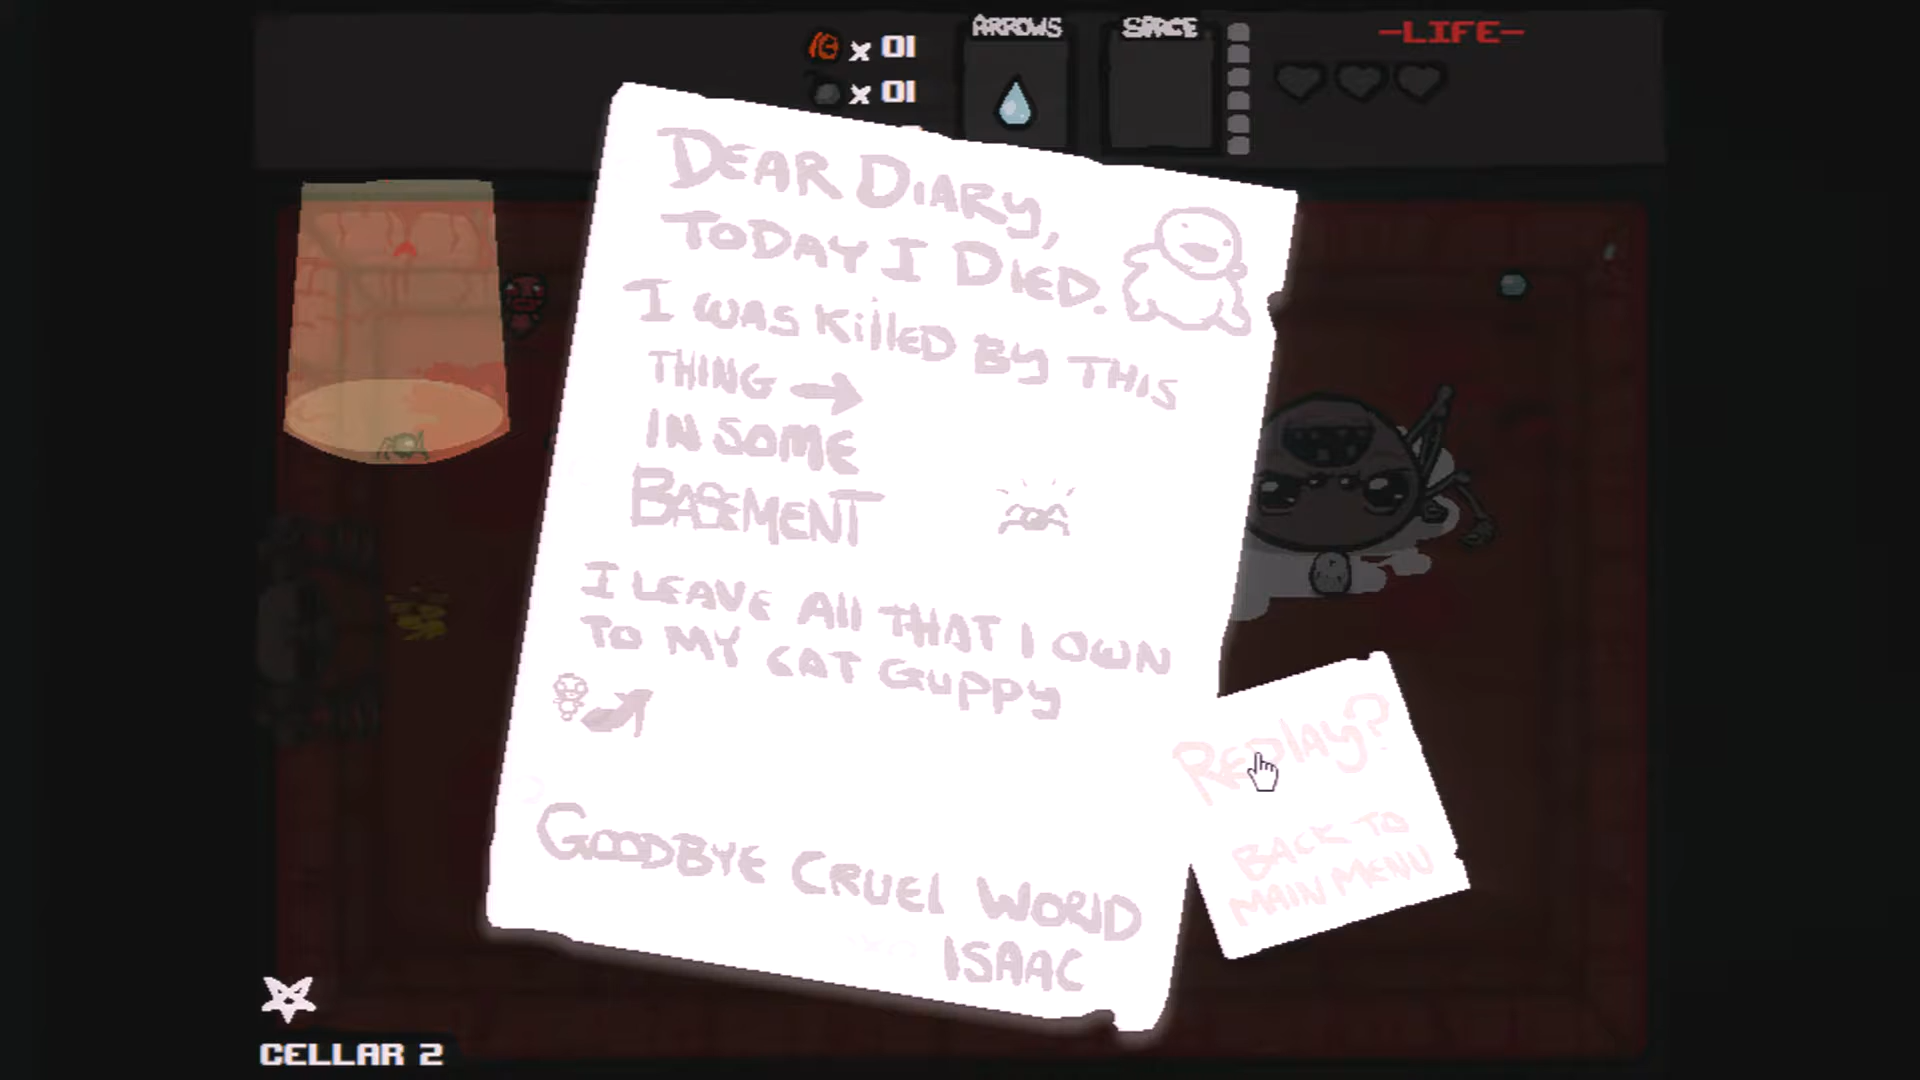 x 01
x 01
ARROWS
SPACE
-LIFE-
DEAR DIARY,
TODAY I DIED.
I WAS KillED BY THIS
THING
IN SOME
BASEMENT
I LEAVE All THAT I OWN
TO MY CAT GUPPY
GOODBYE CRUEl WORlD
ISAAC
REPlAY?
BACK TO
MAIN MENU
CELLAR 2